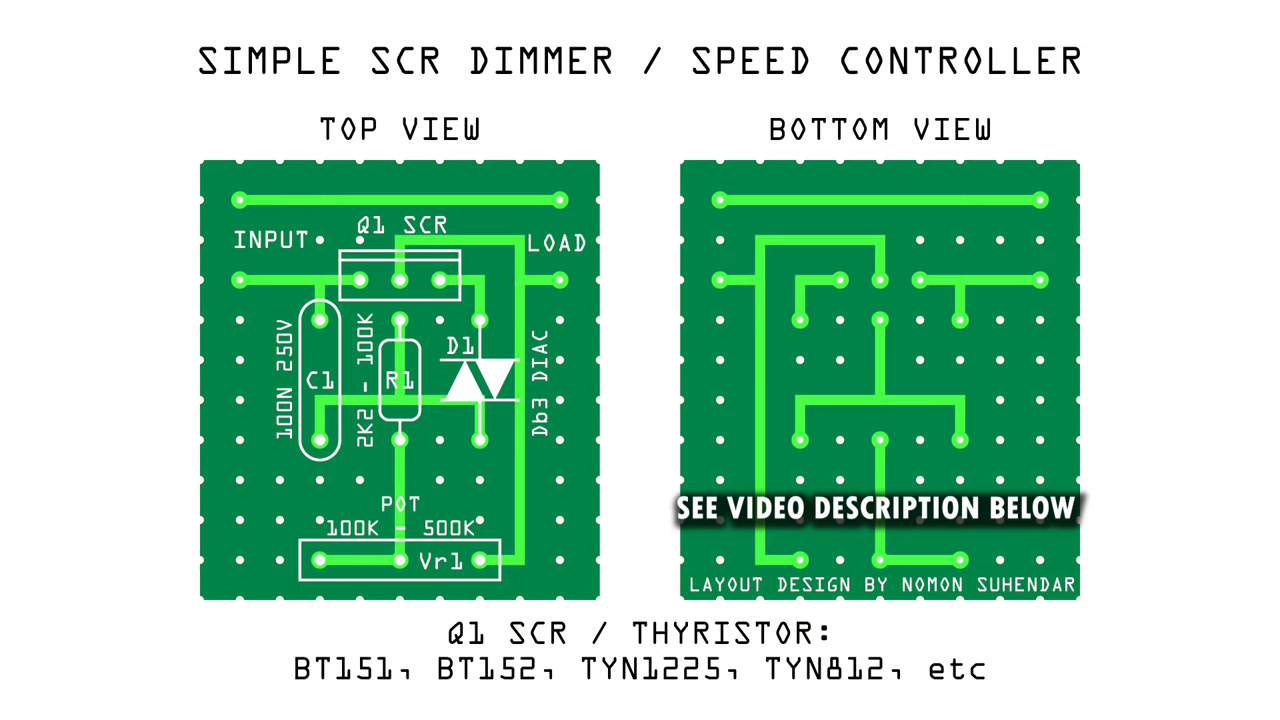 SIMPLE SCR DIMMER / SPEED CONTROLLER
TOP VIEW
BOTTOM VIEW
Q1 SCR
INPUT
LOAD
100N 250V
C1
2K2 - 100K
R1
D1
Db3 DIAC
POT
100K - 500K
Vr1
SEE VIDEO DESCRIPTION BELOW
LAYOUT DESIGN BY NOMON SUHENDAR
Q1 SCR / THYRISTOR:
BT151, BT152, TYN1225, TYN812, etc